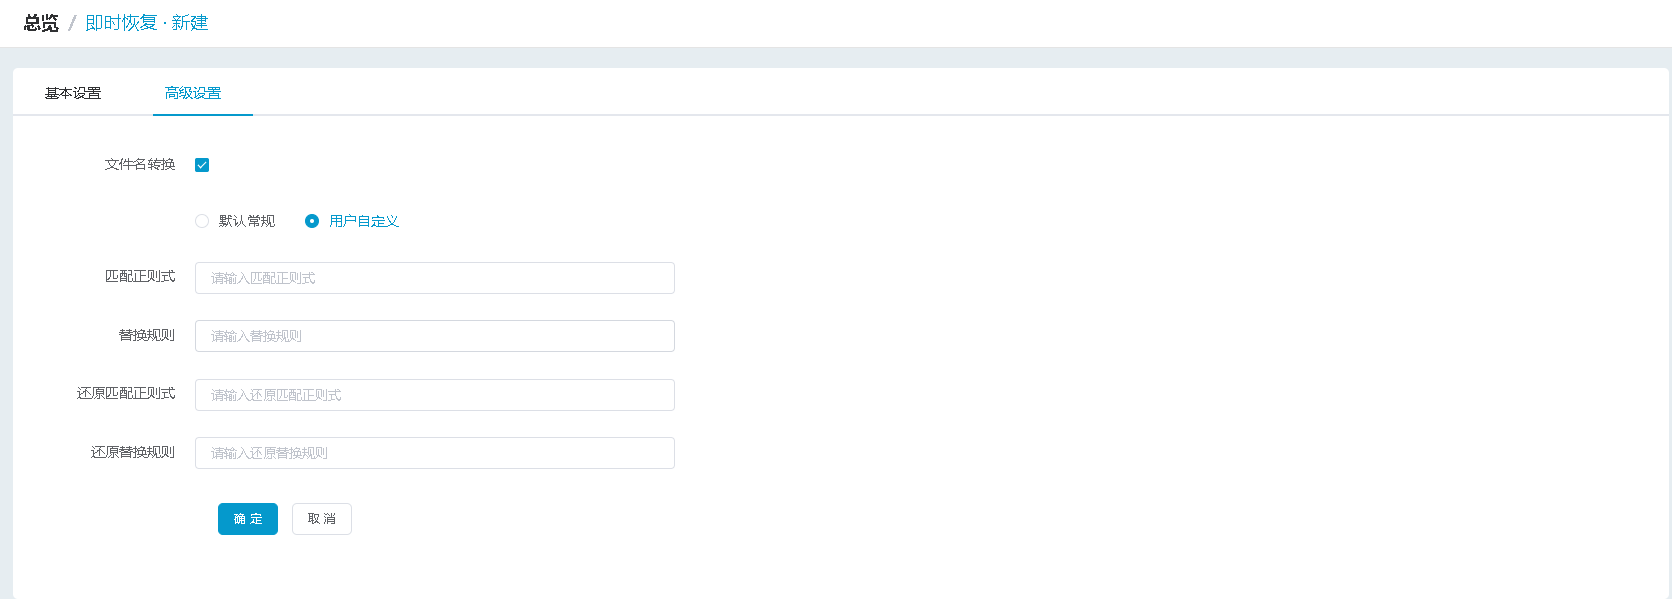 总览 / 即时恢复 · 新建
基本设置 高级设置
文件名转换
默认常规 用户自定义
匹配正则式 请输入匹配正则式
替换规则 请输入替换规则
还原匹配正则式 请输入还原匹配正则式
还原替换规则 请输入还原替换规则
确 定 取 消